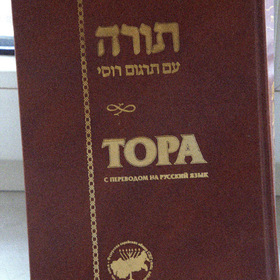 תורה
עם תרגום רוסי
ТОРА
С ПЕРЕВОДОМ НА РУССКИЙ ЯЗЫК